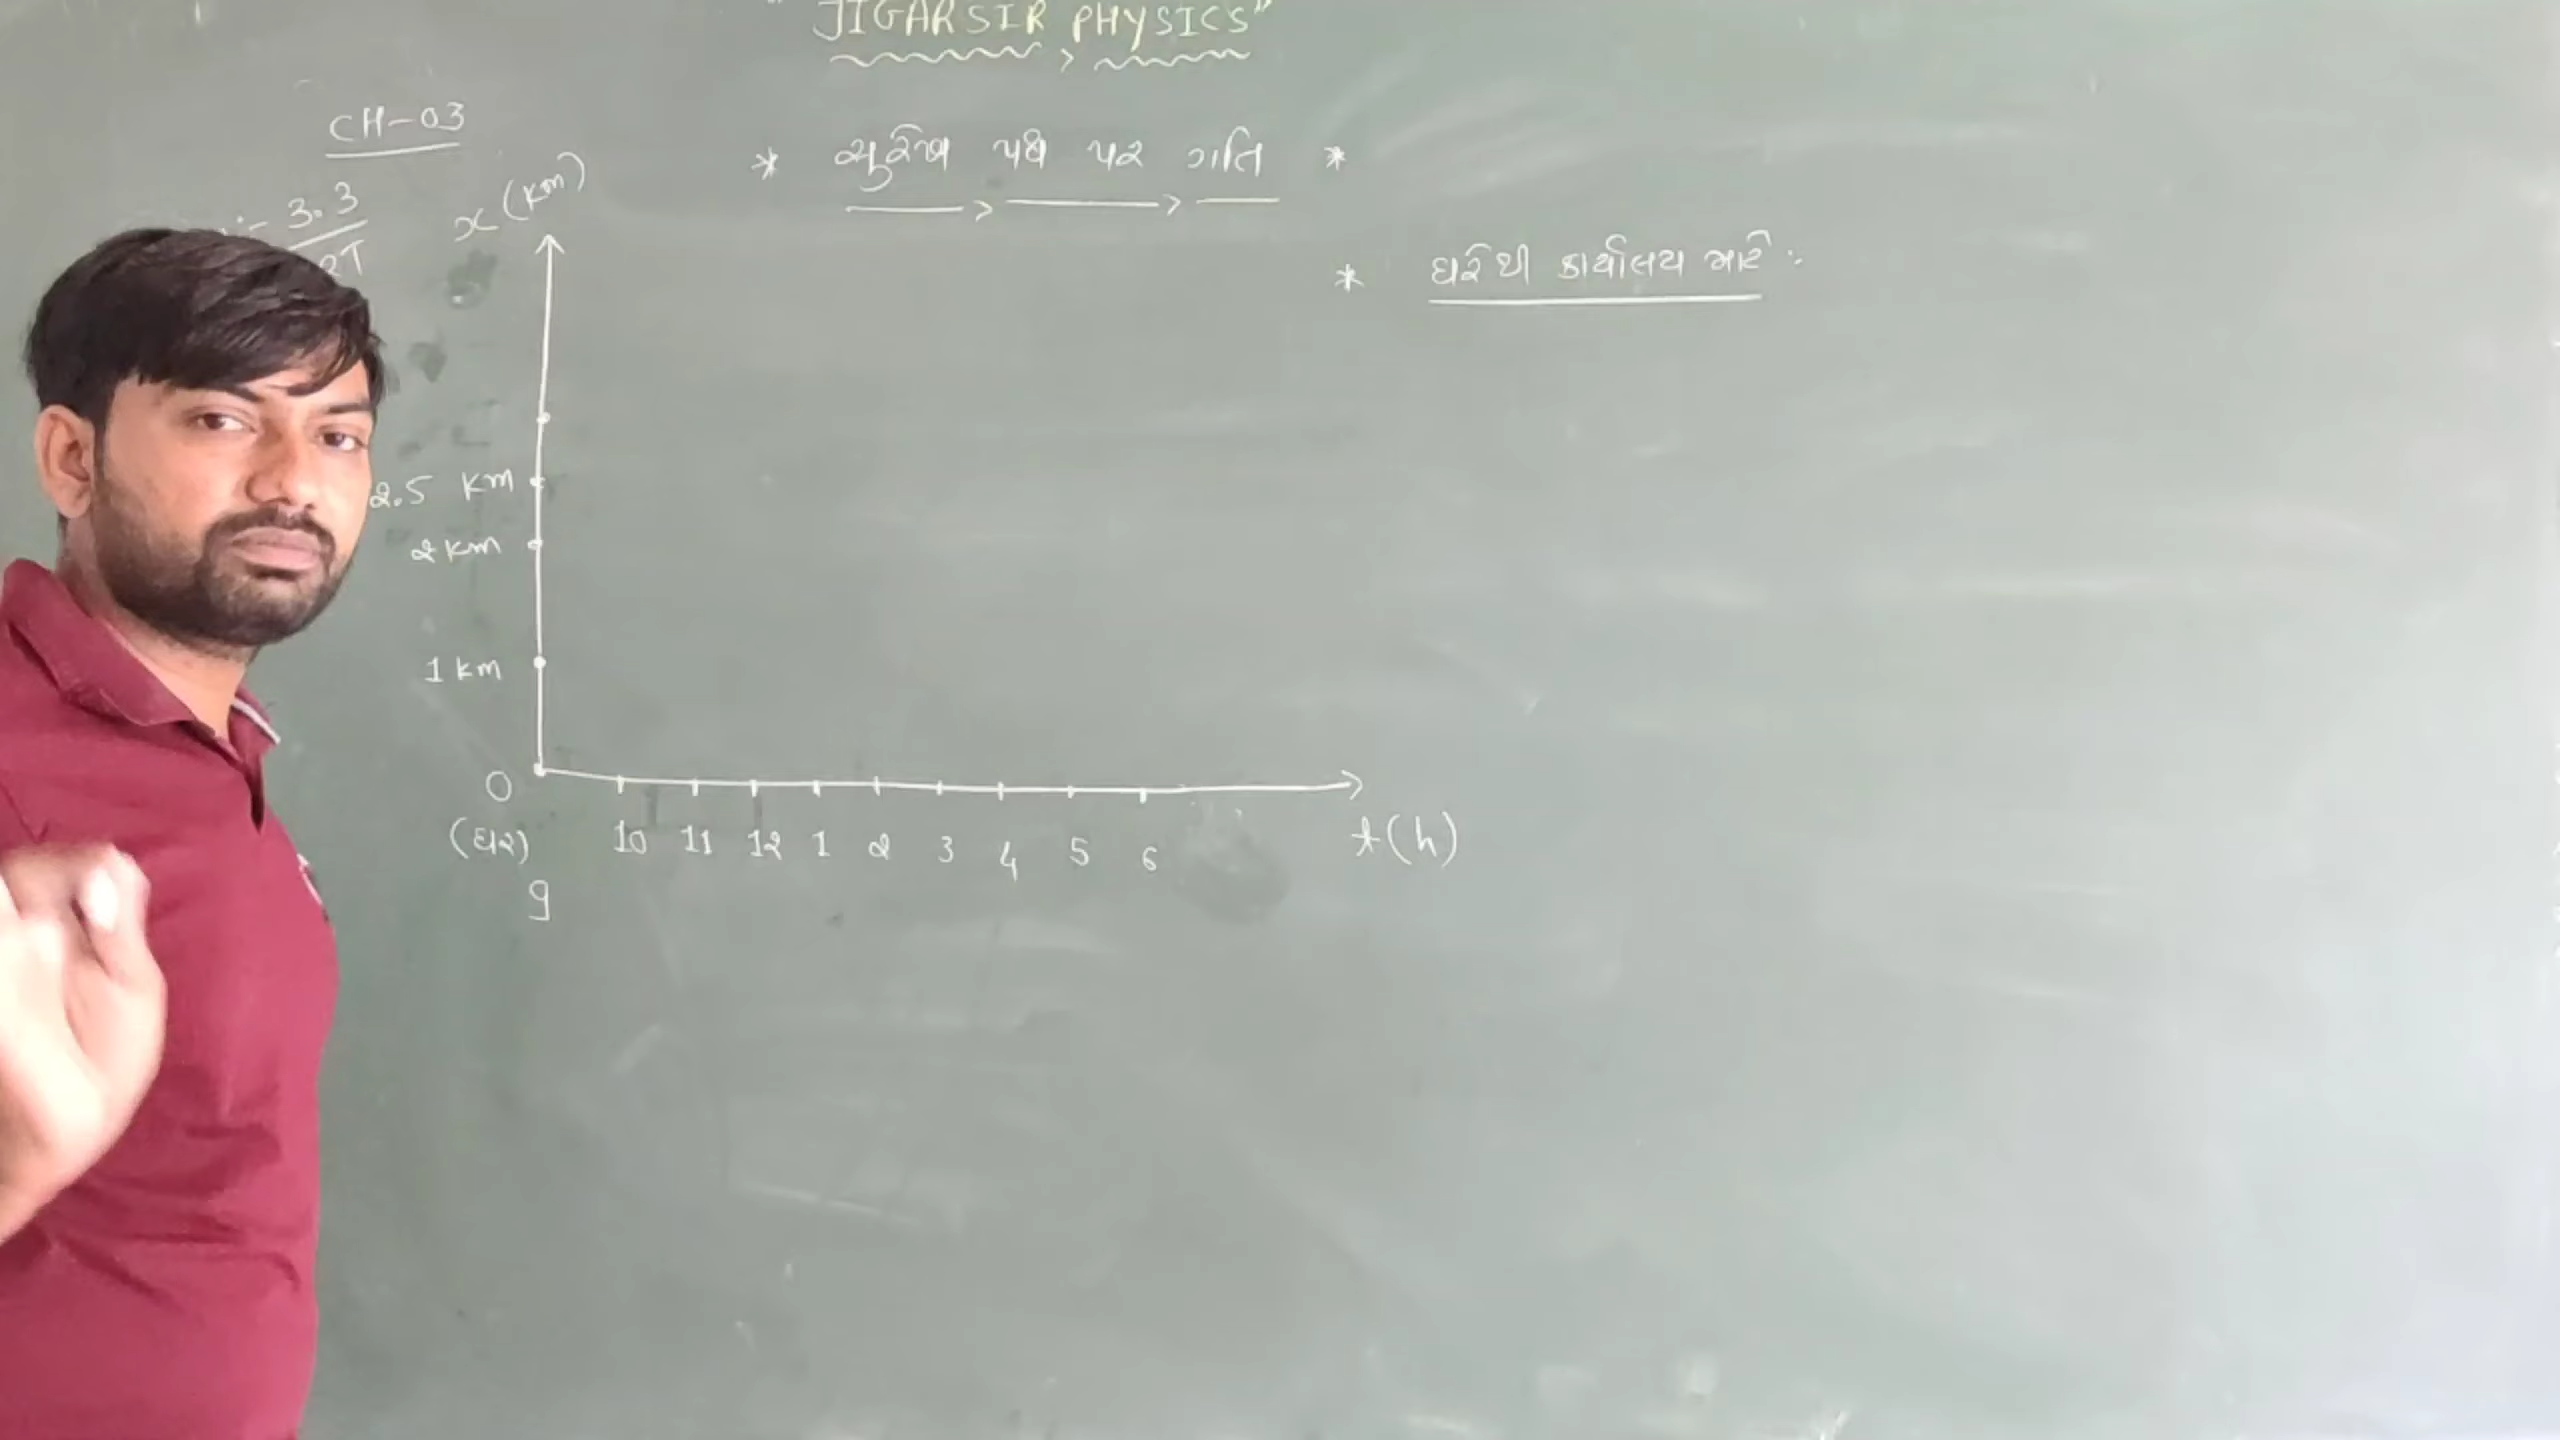 "JIGARSIR PHYSICS"
CH-03
* સુરેખ પથ પર ગતિ *
:- 3.3
x (km)
* ઘરેથી કાર્યાલય માટે :-
2.5 km
2 km
1 km
0
(ઘર) 10 11 12 1 2 3 4 5 6 t(h)
9